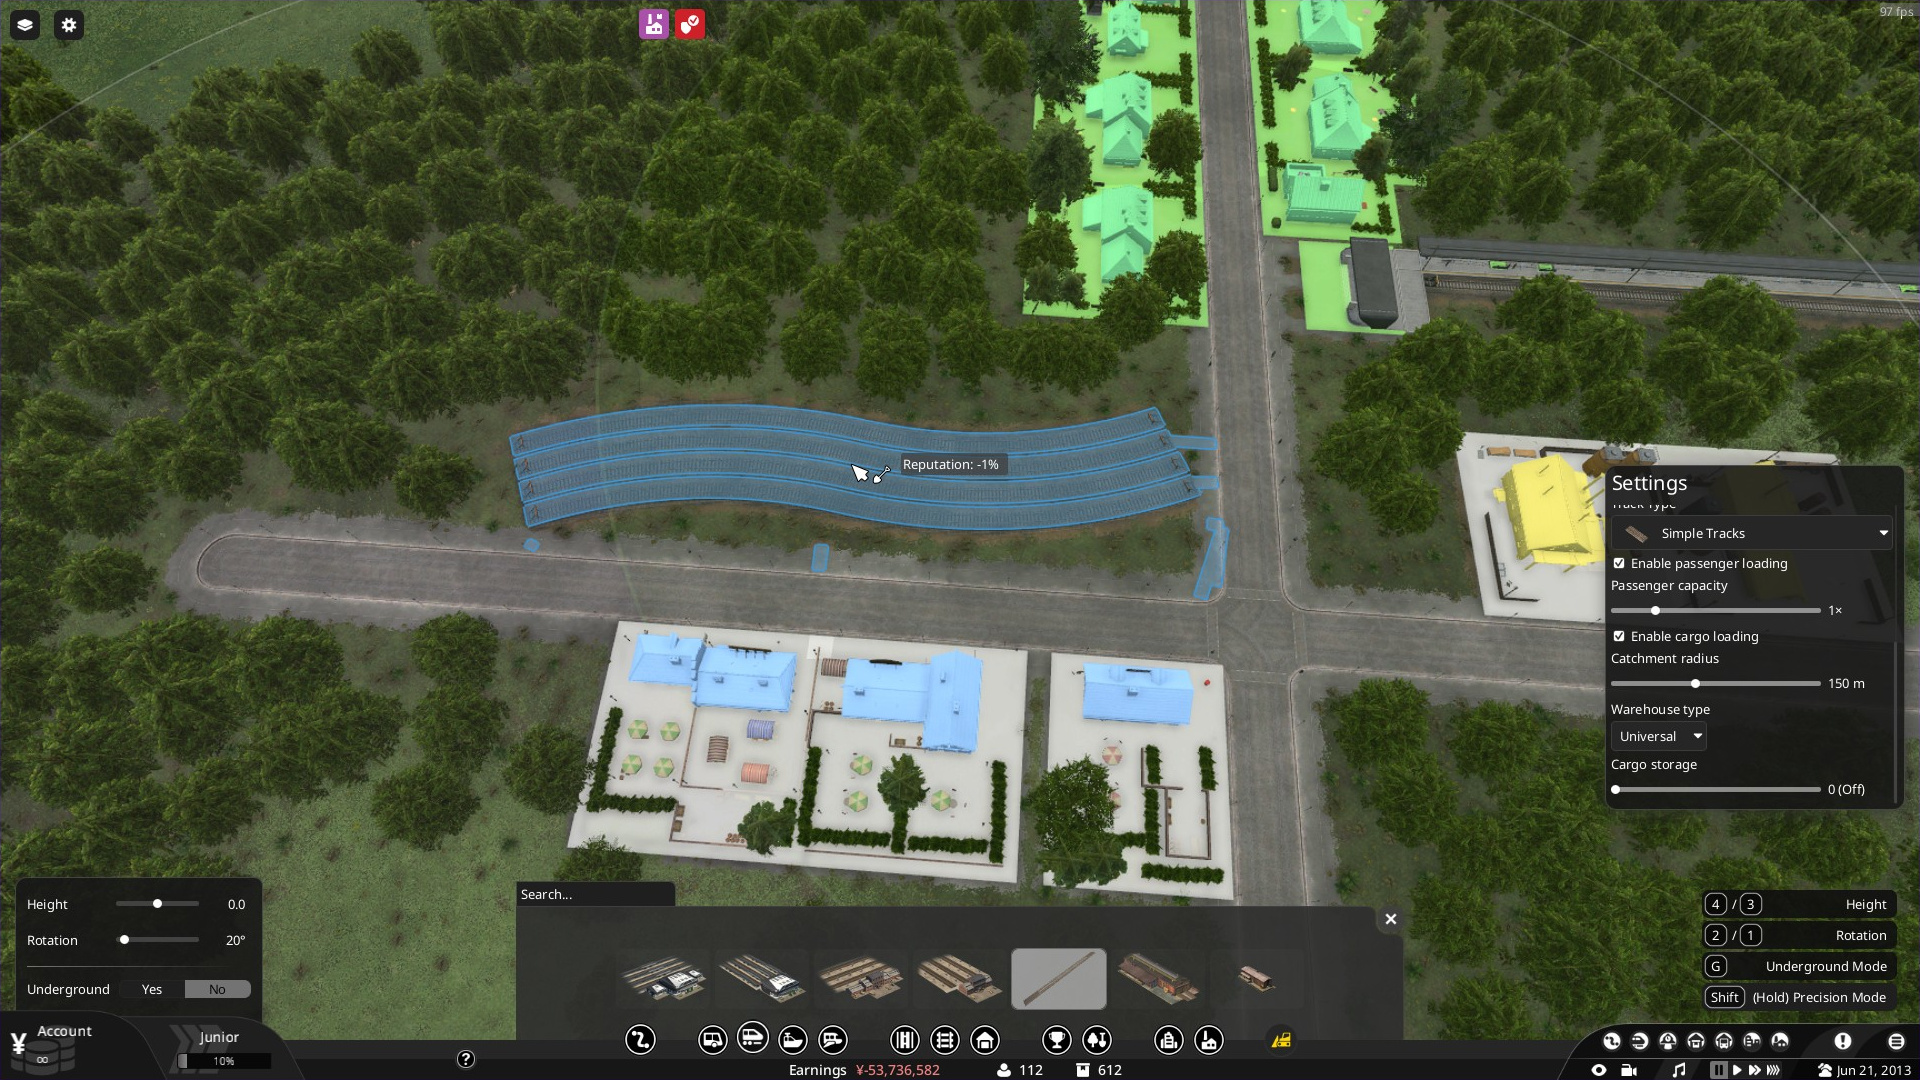 97 fps
Reputation: -1%
Settings
Track Type
Simple Tracks
Enable passenger loading
Passenger capacity
1×
Enable cargo loading
Catchment radius
150 m
Warehouse type
Universal
Cargo storage
0 (Off)
Height 0.0
Rotation 20°
Underground Yes No
Search...
4 / 3 Height
2 / 1 Rotation
G Underground Mode
Shift (Hold) Precision Mode
¥ Account
∞
Junior
10%
?
Earnings ¥-53,736,582 112 612
Jun 21, 2013